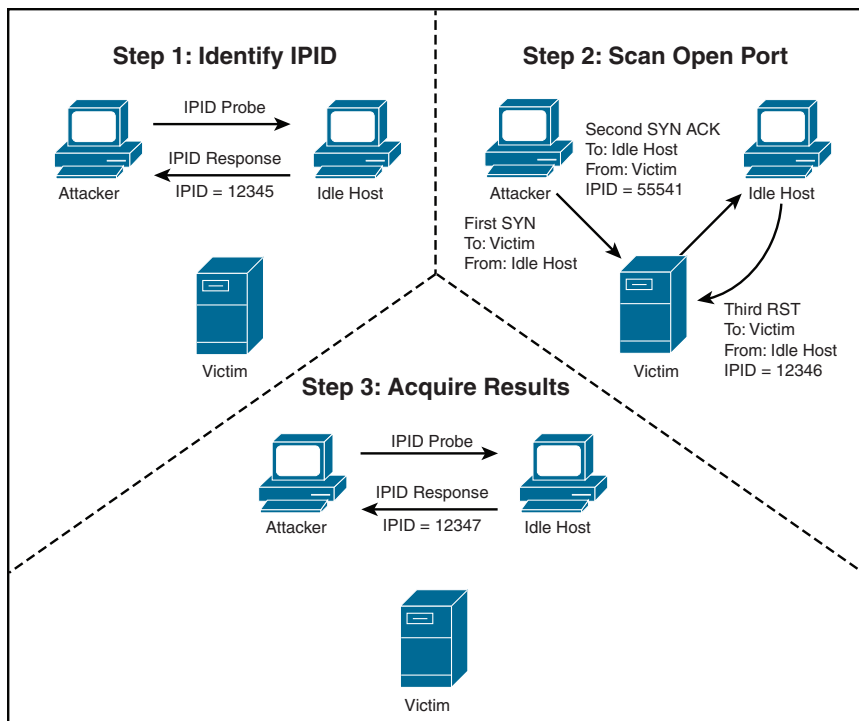 Step 1: Identify IPID
IPID Probe
IPID Response
IPID = 12345
Attacker
Idle Host
Victim
Step 2: Scan Open Port
Second SYN ACK
To: Idle Host
From: Victim
IPID = 55541
Attacker
Idle Host
First SYN
To: Victim
From: Idle Host
Third RST
To: Victim
From: Idle Host
IPID = 12346
Victim
Step 3: Acquire Results
IPID Probe
IPID Response
IPID = 12347
Attacker
Idle Host
Victim